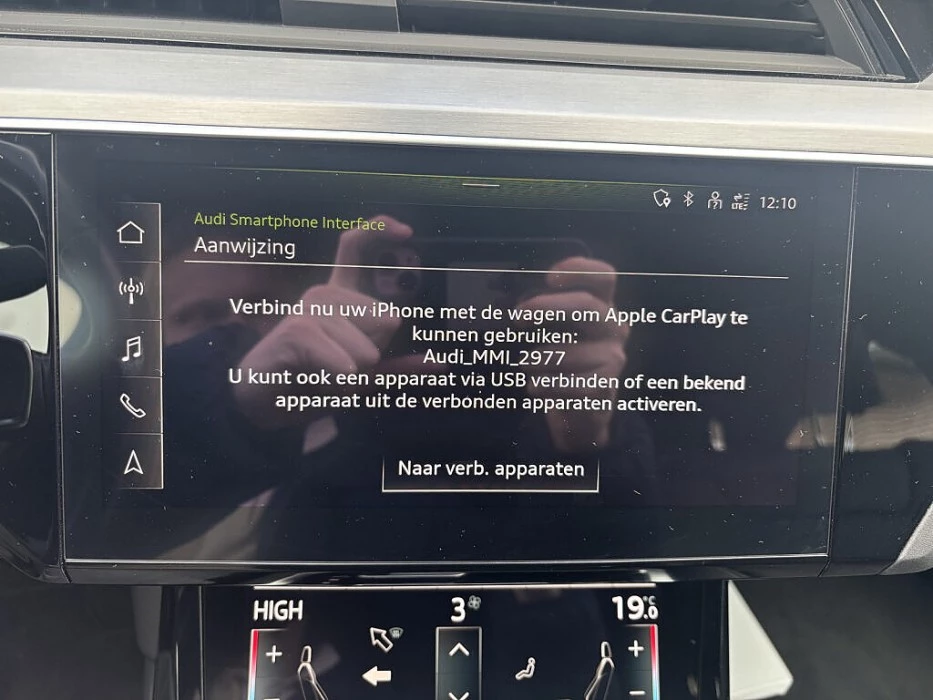 12:10
Audi Smartphone Interface
Aanwijzing
Verbind nu uw iPhone met de wagen om Apple CarPlay te
kunnen gebruiken:
Audi_MMI_2977
U kunt ook een apparaat via USB verbinden of een bekend
apparaat uit de verbonden apparaten activeren.
Naar verb. apparaten
HIGH 3 19.0 °C